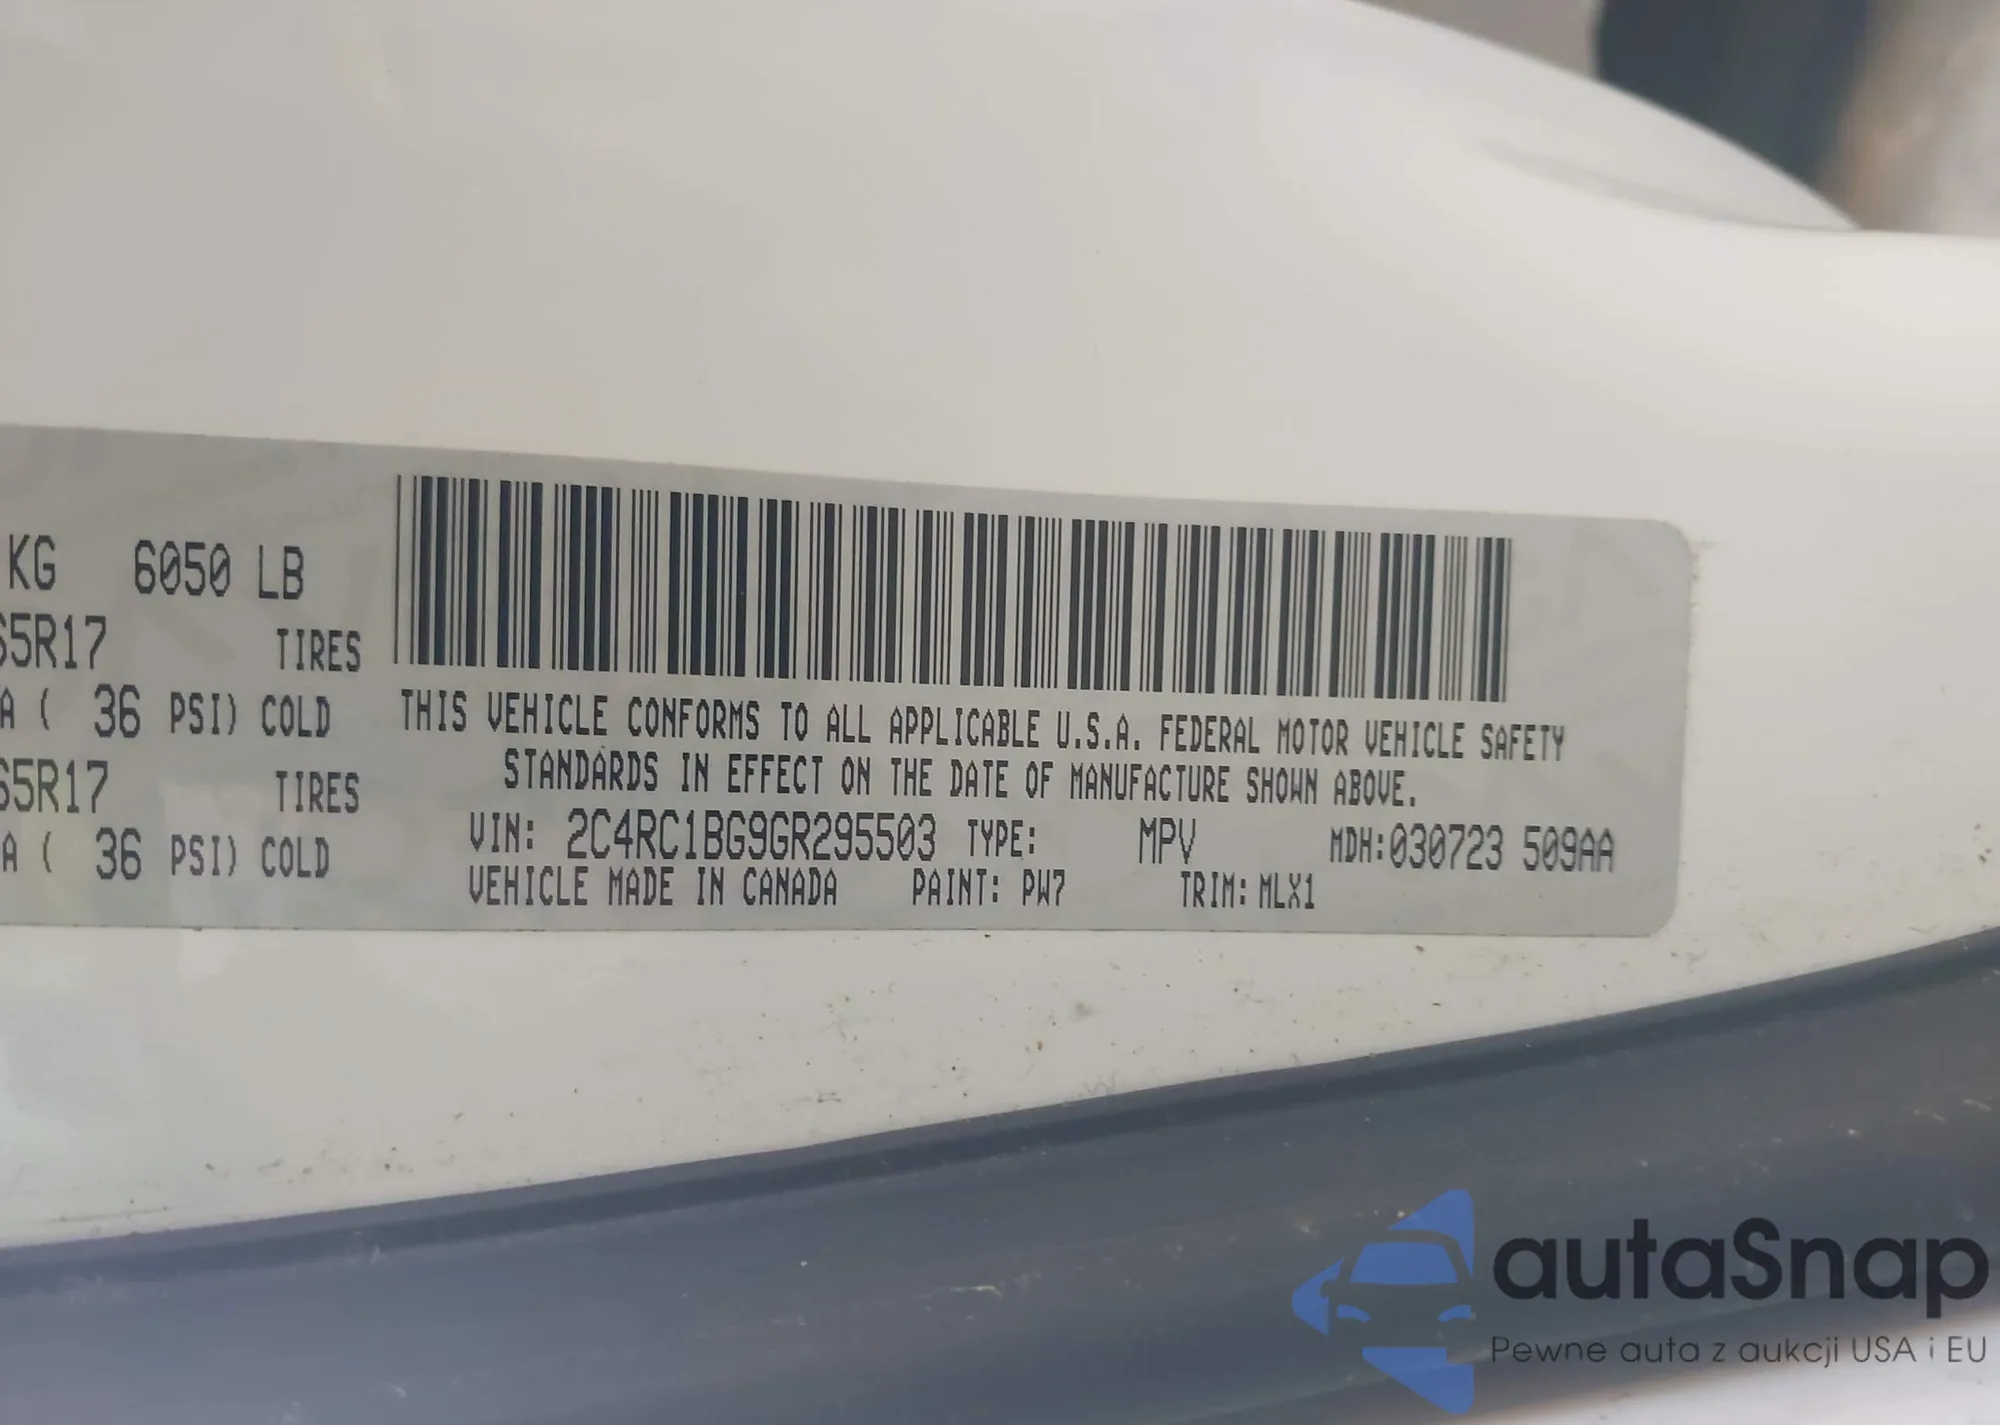 KG 6050 LB
65R17 TIRES
A ( 36 PSI) COLD
65R17 TIRES
A ( 36 PSI) COLD
THIS VEHICLE CONFORMS TO ALL APPLICABLE U.S.A. FEDERAL MOTOR VEHICLE SAFETY
STANDARDS IN EFFECT ON THE DATE OF MANUFACTURE SHOWN ABOVE.
VIN: 2C4RC1BG9GR295503 TYPE: MPV MDH:030723 509AA
VEHICLE MADE IN CANADA PAINT: PW7 TRIM: MLX1
autaSnap
Pewne auta z aukcji USA i EU